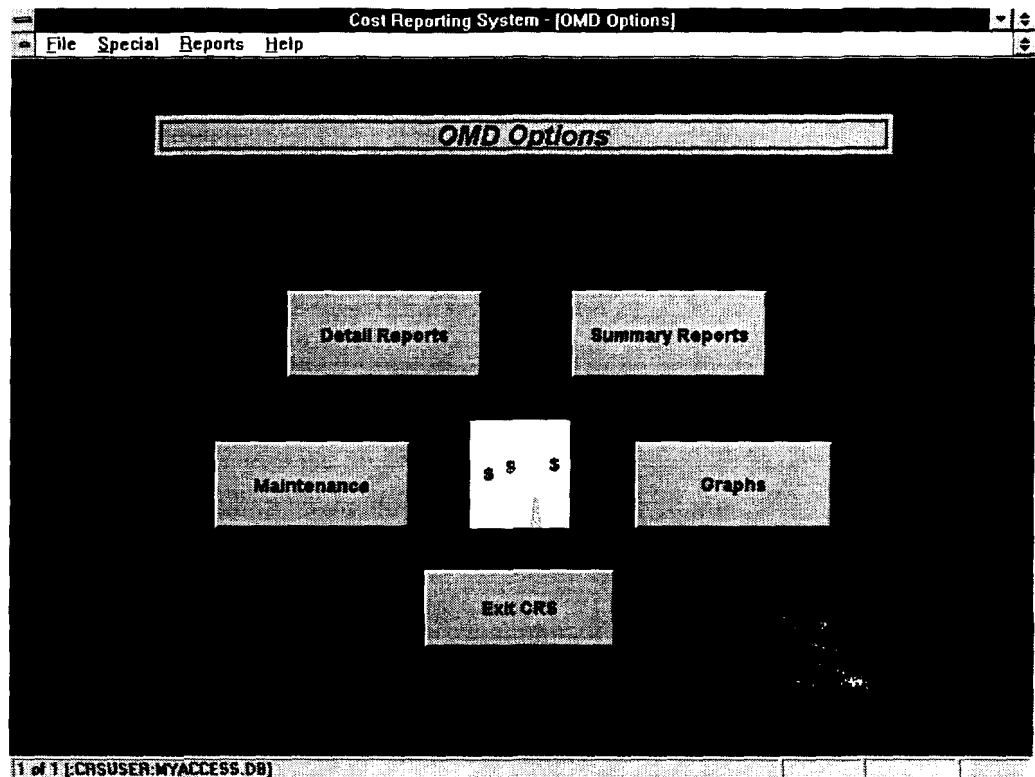 Cost Reporting System - [OMD Options]
File Special Reports Help
OMD Options
Detail Reports
Summary Reports
$ $ $
Maintenance
Graphs
Exit CRS
1 of 1 [:CRSUSER:MYACCESS.DB]